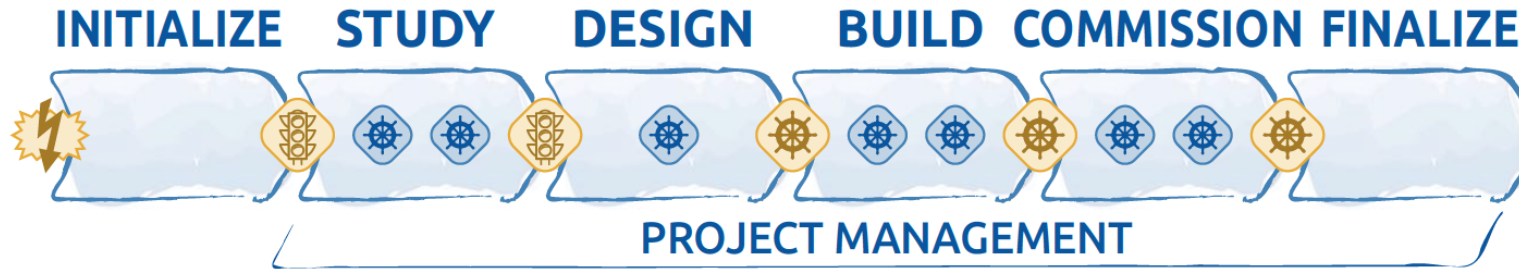 INITIALIZE STUDY DESIGN BUILD COMMISSION FINALIZE
PROJECT MANAGEMENT